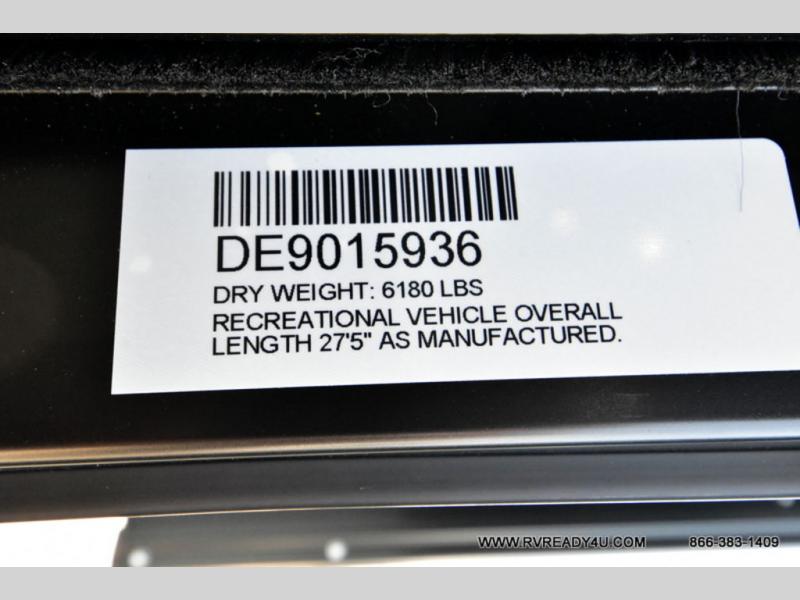 DE9015936
DRY WEIGHT: 6180 LBS
RECREATIONAL VEHICLE OVERALL
LENGTH 27'5" AS MANUFACTURED.
WWW.RVREADY4U.COM 866-383-1409